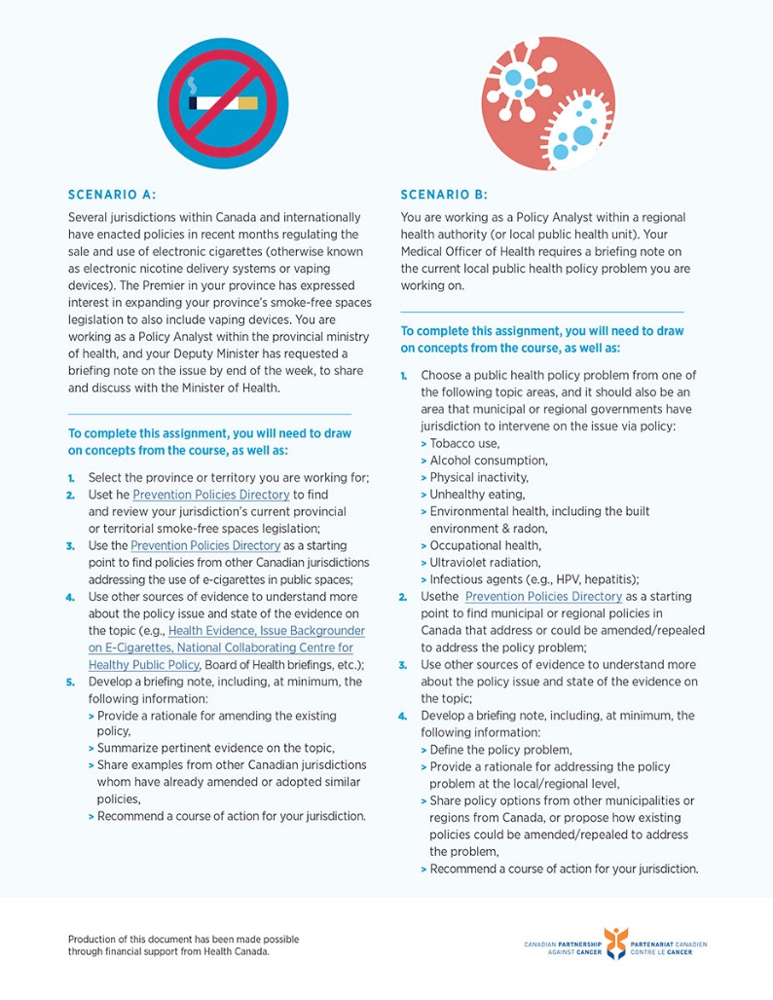 SCENARIO A:
Several jurisdictions within Canada and internationally
have enacted policies in recent months regulating the
sale and use of electronic cigarettes (otherwise known
as electronic nicotine delivery systems or vaping
devices). The Premier in your province has expressed
interest in expanding your province's smoke-free spaces
legislation to also include vaping devices. You are
working as a Policy Analyst within the provincial ministry
of health, and your Deputy Minister has requested a
briefing note on the issue by end of the week, to share
and discuss with the Minister of Health.
To complete this assignment, you will need to draw
on concepts from the course, as well as:
1. Select the province or territory you are working for;
2. Uset he Prevention Policies Directory to find
and review your jurisdiction's current provincial
or territorial smoke-free spaces legislation;
3. Use the Prevention Policies Directory as a starting
point to find policies from other Canadian jurisdictions
addressing the use of e-cigarettes in public spaces;
4. Use other sources of evidence to understand more
about the policy issue and state of the evidence on
the topic (e.g., Health Evidence, Issue Backgrounder
on E-Cigarettes, National Collaborating Centre for
Healthy Public Policy, Board of Health briefings, etc.);
5. Develop a briefing note, including, at minimum, the
following information:
> Provide a rationale for amending the existing
policy,
> Summarize pertinent evidence on the topic,
> Share examples from other Canadian jurisdictions
whom have already amended or adopted similar
policies,
> Recommend a course of action for your jurisdiction.
SCENARIO B:
You are working as a Policy Analyst within a regional
health authority (or local public health unit). Your
Medical Officer of Health requires a briefing note on
the current local public health policy problem you are
working on.
To complete this assignment, you will need to draw
on concepts from the course, as well as:
1. Choose a public health policy problem from one of
the following topic areas, and it should also be an
area that municipal or regional governments have
jurisdiction to intervene on the issue via policy:
> Tobacco use,
> Alcohol consumption,
> Physical inactivity,
> Unhealthy eating,
> Environmental health, including the built
environment & radon,
> Occupational health,
> Ultraviolet radiation,
> Infectious agents (e.g., HPV, hepatitis);
2. Usethe Prevention Policies Directory as a starting
point to find municipal or regional policies in
Canada that address or could be amended/repealed
to address the policy problem;
3. Use other sources of evidence to understand more
about the policy issue and state of the evidence on
the topic;
4. Develop a briefing note, including, at minimum, the
following information:
> Define the policy problem,
> Provide a rationale for addressing the policy
problem at the local/regional level,
> Share policy options from other municipalities or
regions from Canada, or propose how existing
policies could be amended/repealed to address
the problem,
> Recommend a course of action for your jurisdiction.
Production of this document has been made possible
through financial support from Health Canada.
CANADIAN PARTNERSHIP
AGAINST CANCER
PARTENARIAT CANADIEN
CONTRE LE CANCER